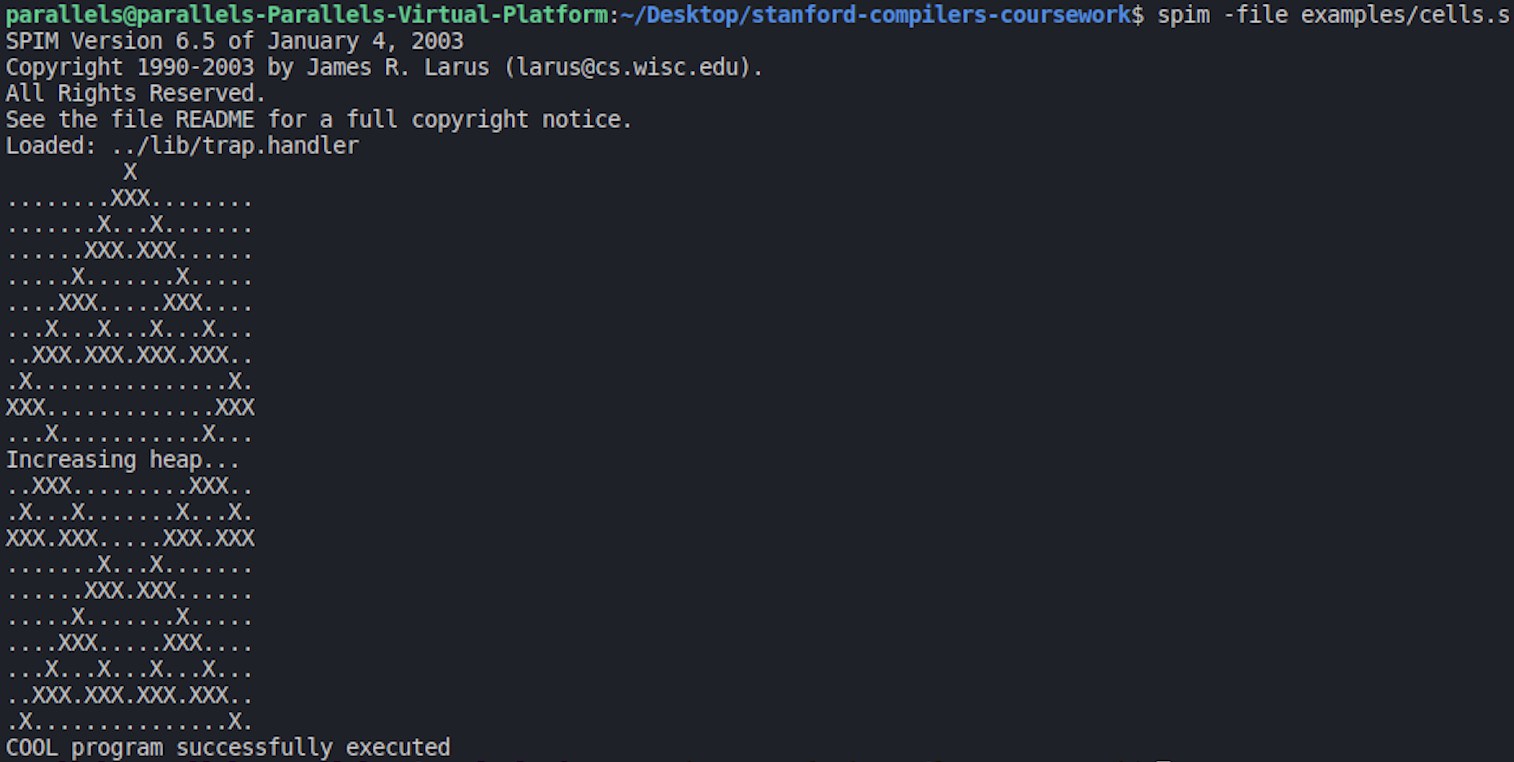 parallels@parallels-Parallels-Virtual-Platform:~/Desktop/stanford-compilers-coursework$ spim -file examples/cells.s
SPIM Version 6.5 of January 4, 2003
Copyright 1990-2003 by James R. Larus (larus@cs.wisc.edu).
All Rights Reserved.
See the file README for a full copyright notice.
Loaded: ../lib/trap.handler
         X
........XXX........
.......X...X.......
......XXX.XXX......
.....X.......X.....
....XXX.....XXX....
...X...X...X...X...
..XXX.XXX.XXX.XXX..
.X...............X.
XXX.............XXX
...X...........X...
Increasing heap...
..XXX.........XXX..
.X...X.......X...X.
XXX.XXX.....XXX.XXX
.......X...X.......
......XXX.XXX......
.....X.......X.....
....XXX.....XXX....
...X...X...X...X...
..XXX.XXX.XXX.XXX..
.X...............X.
COOL program successfully executed